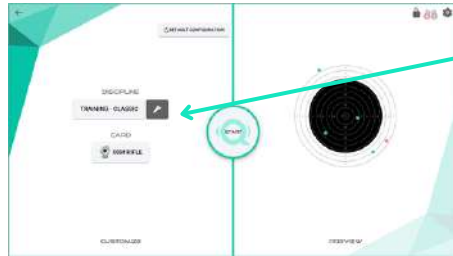 DEFAULT CONFIGURATION
DISCIPLINE
TRAINING - CLASSIC
CARD
START
CUSTOMIZE
PREVIEW